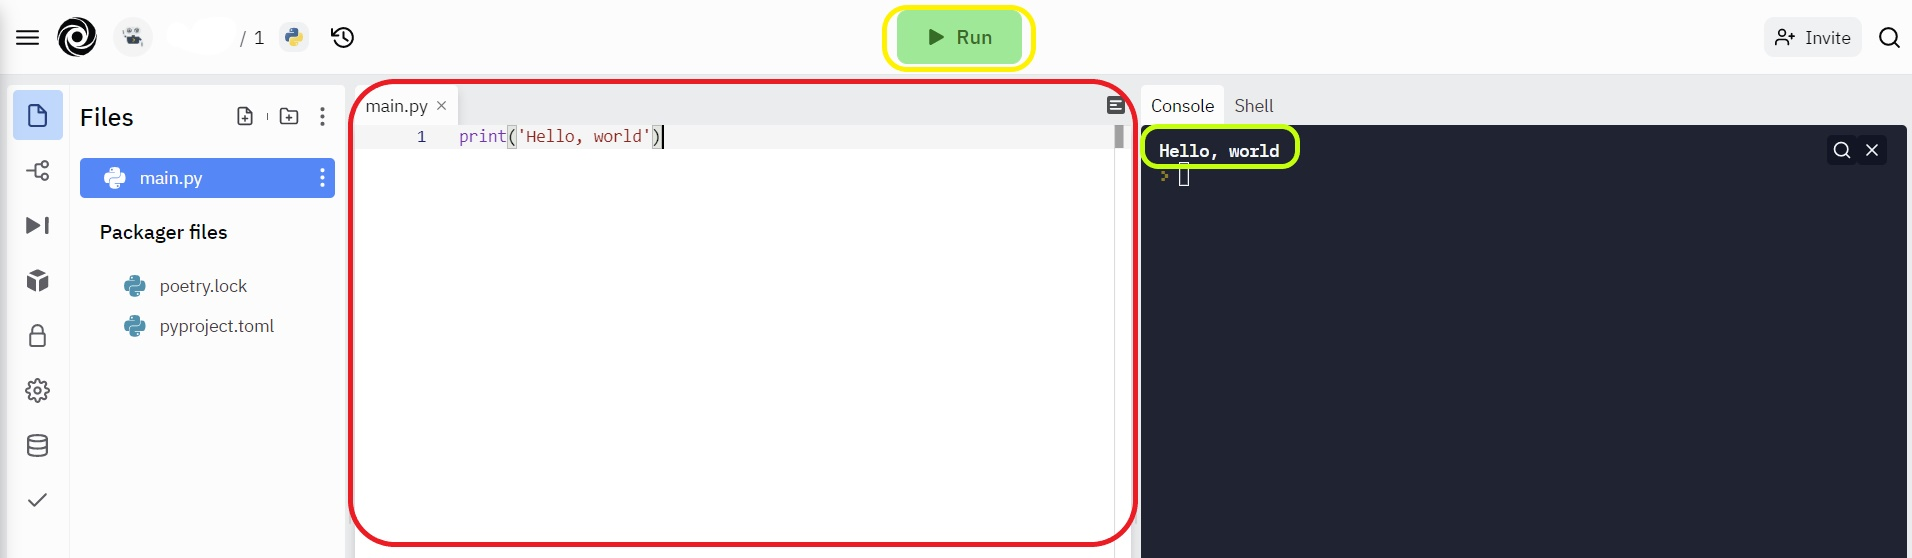 / 1
Run
Invite
Files
main.py
Packager files
poetry.lock
pyproject.toml
main.py
1 print('Hello, world')
Console Shell
Hello, world